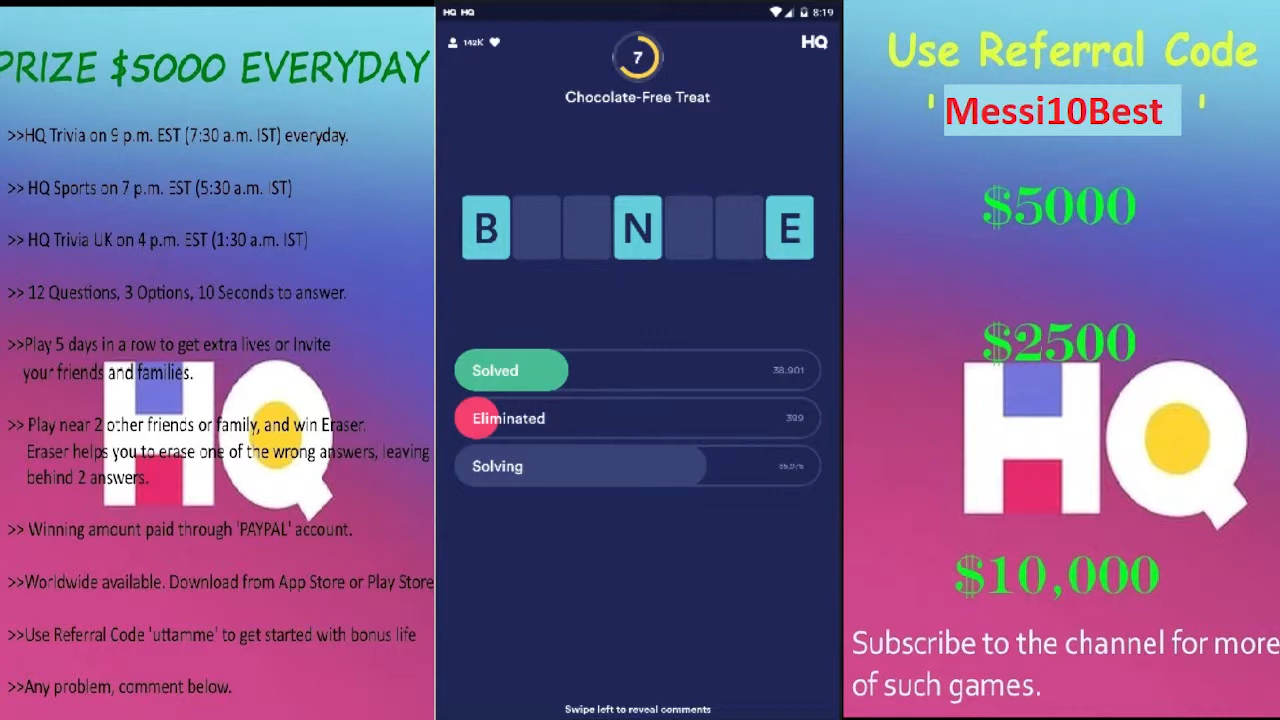 PRIZE $5000 EVERYDAY
>>HQ Trivia on 9 p.m. EST (7:30 a.m. IST) everyday.
>> HQ Sports on 7 p.m. EST (5:30 a.m. IST)
>> HQ Trivia UK on 4 p.m. EST (1:30 a.m. IST)
>> 12 Questions, 3 Options, 10 Seconds to answer.
>>Play 5 days in a row to get extra lives or Invite
your friends and families.
>> Play near 2 other friends or family, and win Eraser.
Eraser helps you to erase one of the wrong answers, leaving
behind 2 answers.
>> Winning amount paid through 'PAYPAL' account.
>>Worldwide available. Download from App Store or Play Store
>>Use Referral Code 'uttamme' to get started with bonus life
>>Any problem, comment below.
HQ
HQ HQ 8:19
142K HQ
7
Chocolate-Free Treat
B N E
Solved 38,901
Eliminated 399
Solving
Swipe left to reveal comments
Use Referral Code
' Messi10Best '
$5000
$2500
HQ
$10,000
Subscribe to the channel for more
of such games.